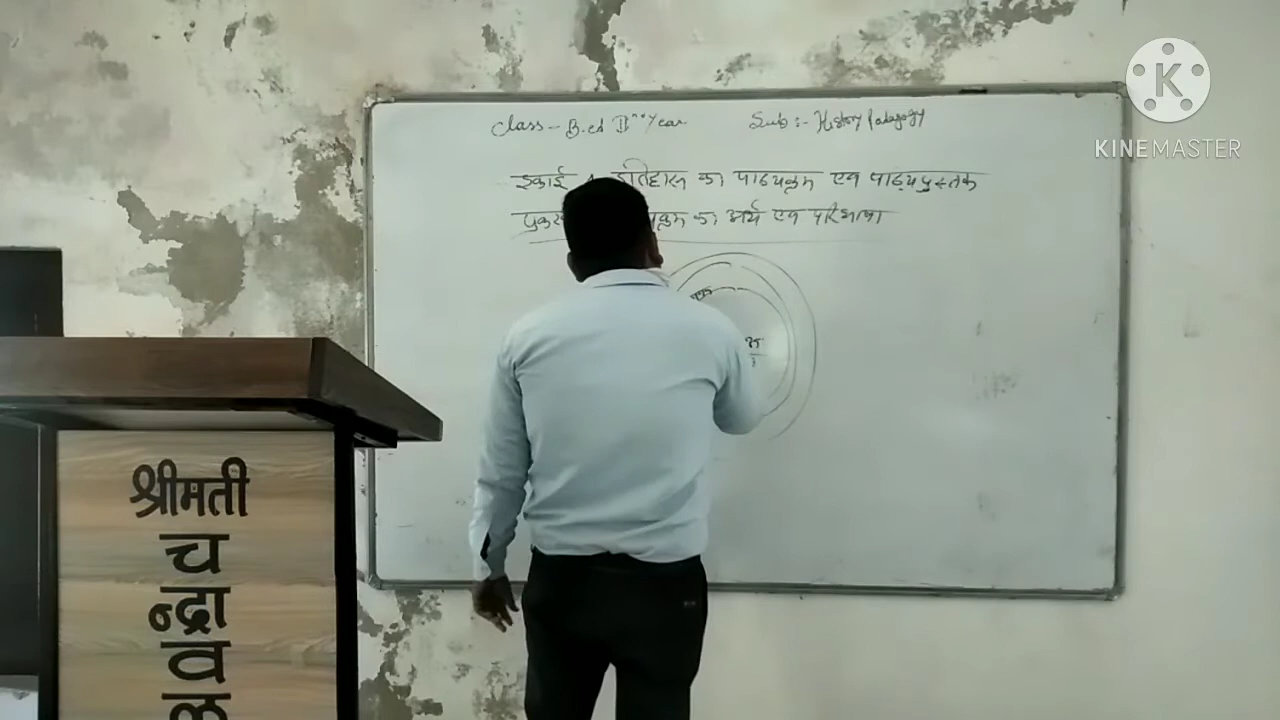 Class - B.ed IInd Year Sub :- History Pedagogy
इकाई इतिहास का पाठ्यक्रम एवं पाठ्यपुस्तक
का अर्थ एवं परिभाषा
श्रीमती
च
न्द्रा
व
ल
K
KINEMASTER